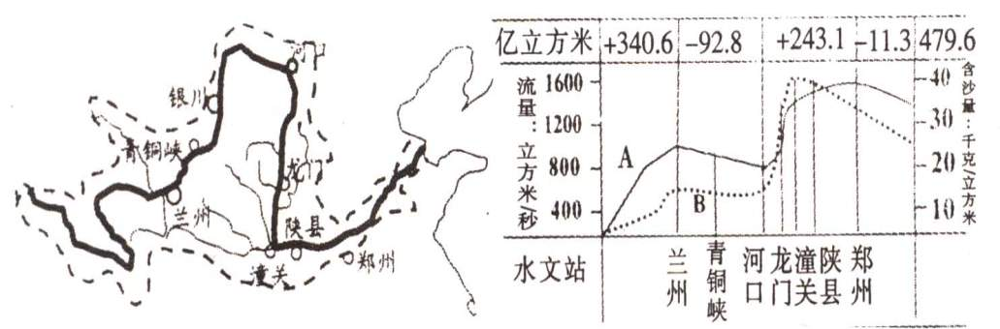 银川
青铜峡
兰州
龙门
陕县
潼关
郑州
亿立方米 +340.6 -92.8 +243.1 -11.3 479.6
流量：立方米/秒
1600
1200
800
400
A
B
40
30
20
10
含沙量：千克/立方米
水文站 兰州 青铜峡 河口 龙门 潼关 陕县 郑州